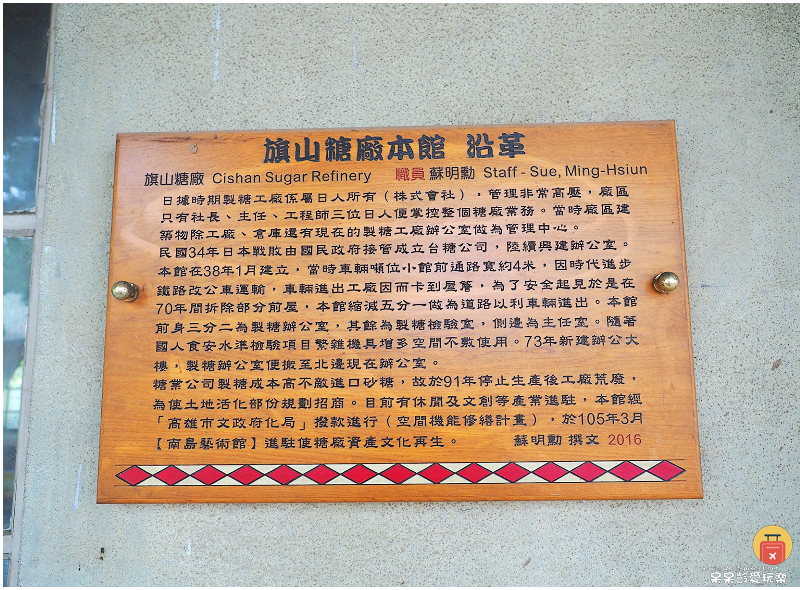 旗山糖廠本館 沿革
旗山糖廠 Cishan Sugar Refinery 職員 蘇明勳 Staff - Sue, Ming-Hsiun
日據時期製糖工廠係屬日人所有（株式會社），管理非常高壓，廠區
只有社長、主任、工程師三位日人便掌控整個糖廠業務。當時廠區建
築物除工廠、倉庫還有現在的製糖工廠辦公室做為管理中心。
民國34年日本戰敗由國民政府接管成立台糖公司，陸續興建辦公室。
本館在38年1月建立，當時車輛噸位小館前通路寬約4米，因時代進步
鐵路改公車運輸，車輛進出工廠因而卡到屋簷，為了安全起見於是在
70年間拆除部分前屋，本館縮減五分一做為道路以利車輛進出。本館
前身三分二為製糖辦公室，其餘為製糖檢驗室，側邊為主任室。隨著
國人食安水準檢驗項目繁雜機具增多空間不敷使用。73年新建辦公大
樓，製糖辦公室便搬至北邊現在辦公室。
糖業公司製糖成本高不敵進口砂糖，故於91年停止生產後工廠荒廢，
為使土地活化部份規劃招商。目前有休閒及文創等產業進駐，本館經
「高雄市文政府化局」撥款進行（空間機能修繕計畫），於105年3月
【南島藝術館】進駐使糖廠資產文化再生。 蘇明勳 撰文 2016
呆呆玲愛玩樂